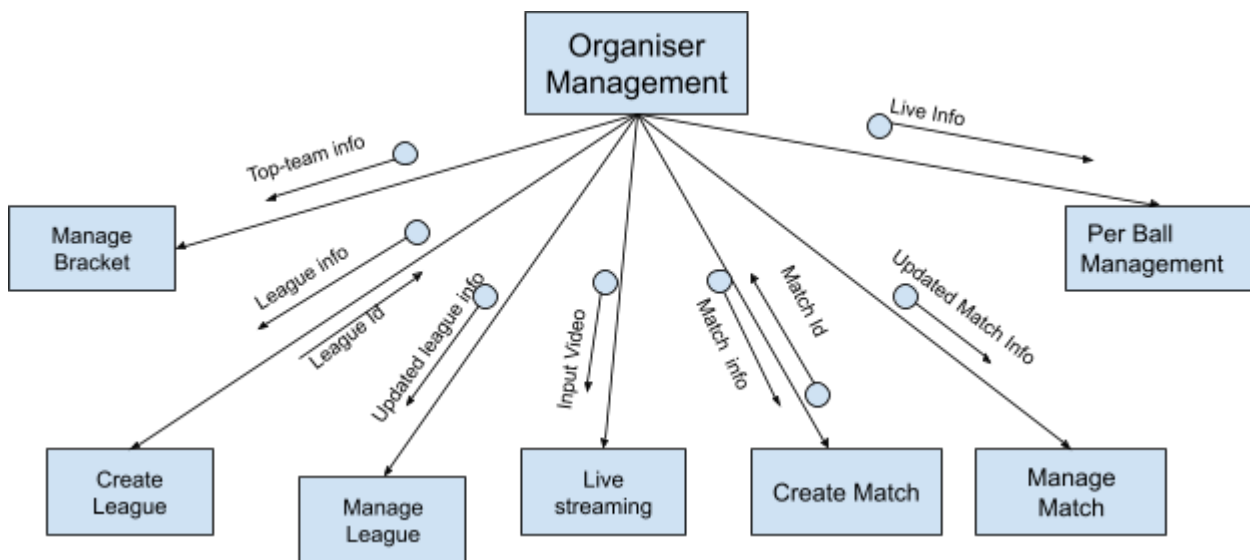 Organiser
Management
Live Info
Top-team info
Manage
Bracket
Per Ball
Management
League info
League Id
Updated league info
Input Video
Match info
Match Id
Updated Match Info
Create
League
Manage
League
Live
streaming
Create Match
Manage
Match